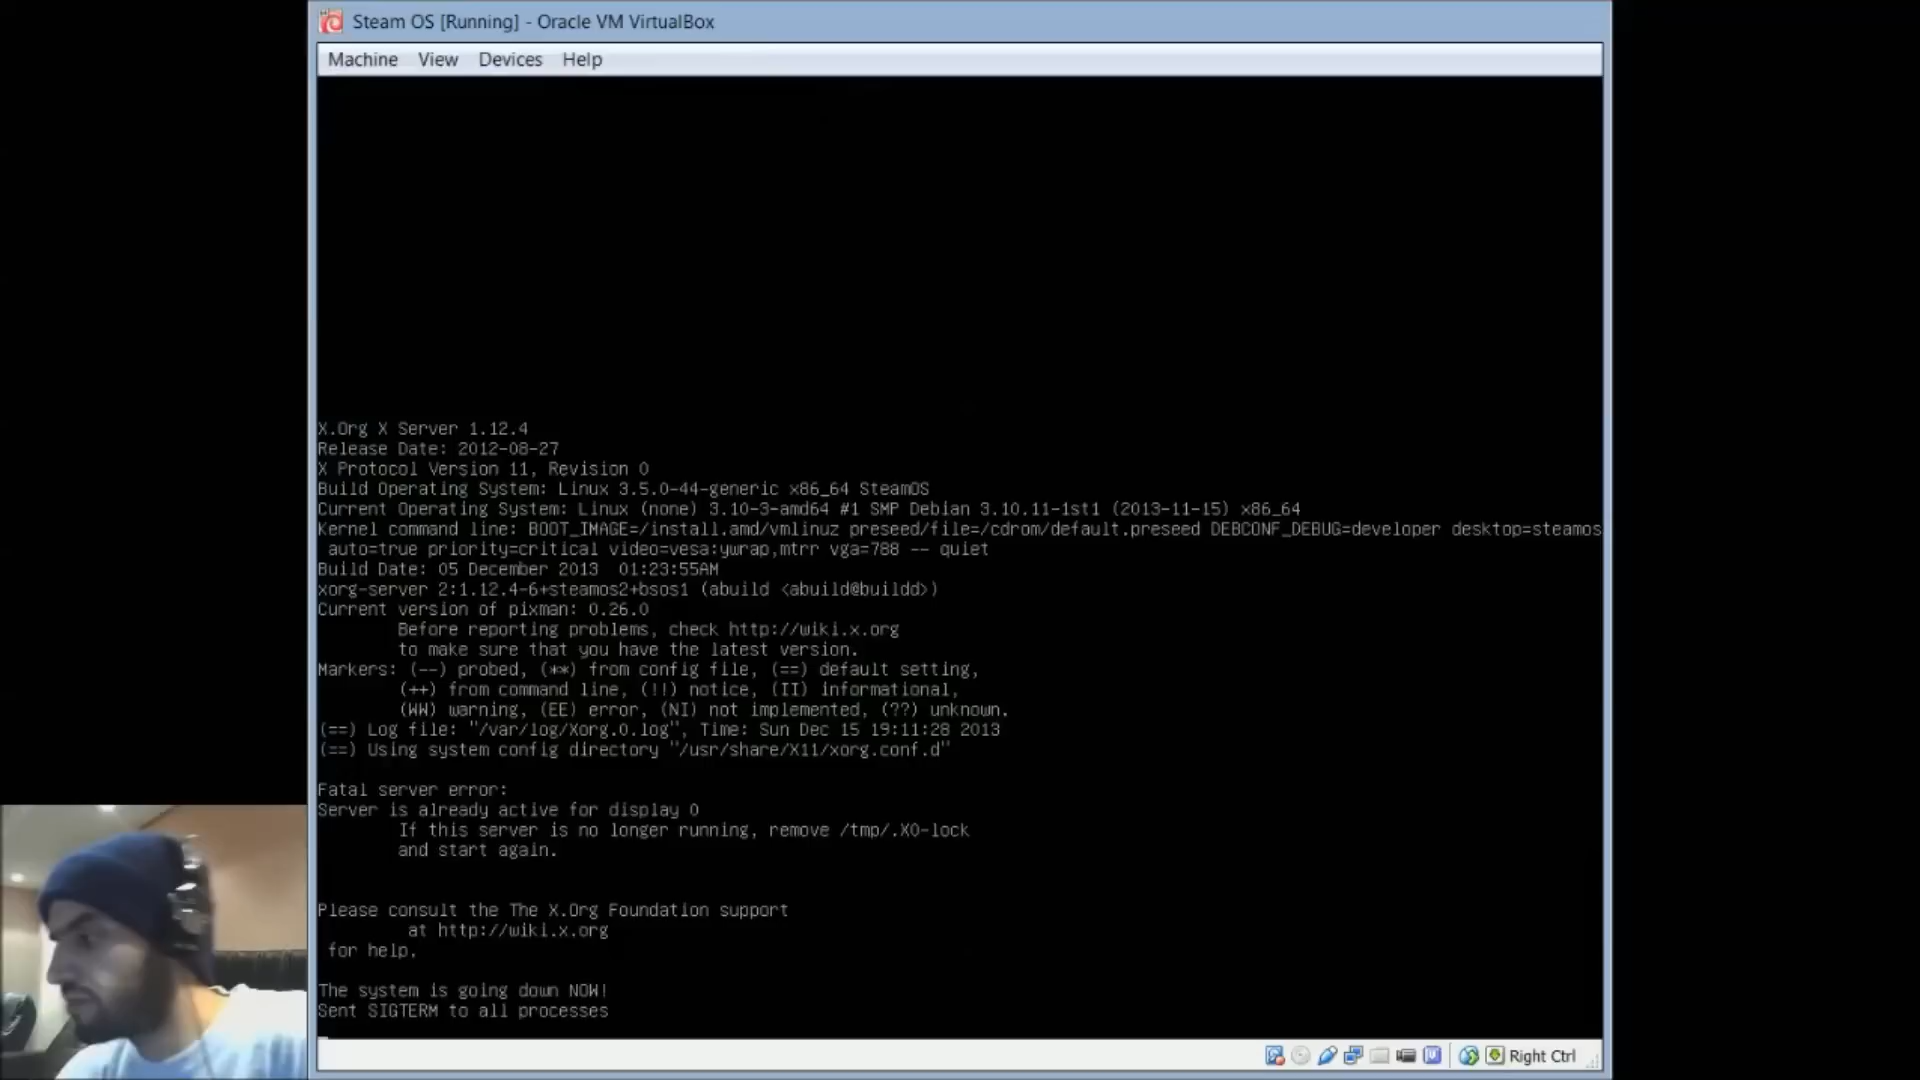 Steam OS [Running] - Oracle VM VirtualBox
Machine View Devices Help
X.Org X Server 1.12.4
Release Date: 2012-08-27
X Protocol Version 11, Revision 0
Build Operating System: Linux 3.5.0-44-generic x86_64 SteamOS
Current Operating System: Linux (none) 3.10-3-amd64 #1 SMP Debian 3.10.11-1st1 (2013-11-15) x86_64
Kernel command line: BOOT_IMAGE=/install.amd/vmlinuz preseed/file=/cdrom/default.preseed DEBCONF_DEBUG=developer desktop=steamos
auto=true priority=critical video=vesa:ywrap,mtrr vga=788 -- quiet
Build Date: 05 December 2013 01:23:55AM
xorg-server 2:1.12.4-6+steamos2+bsos1 (abuild <abuild@buildd>)
Current version of pixman: 0.26.0
Before reporting problems, check http://wiki.x.org
to make sure that you have the latest version.
Markers: (--) probed, (**) from config file, (==) default setting,
(++) from command line, (!!) notice, (II) informational,
(WW) warning, (EE) error, (NI) not implemented, (??) unknown.
(==) Log file: "/var/log/Xorg.0.log", Time: Sun Dec 15 19:11:28 2013
(==) Using system config directory "/usr/share/X11/xorg.conf.d"
Fatal server error:
Server is already active for display 0
If this server is no longer running, remove /tmp/.X0-lock
and start again.
Please consult the The X.Org Foundation support
at http://wiki.x.org
for help.
The system is going down NOW!
Sent SIGTERM to all processes
Right Ctrl